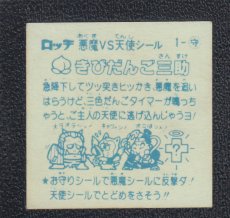 ロッテ 悪魔VS天使シール 1-守
きびだんご三助
さんすけ
急降下してツッ突きヒッかき、悪魔を追い
はらうけど、三色だんごタイマーが鳴っち
ゃうと、ご主人の天使に逃げ込んじゃうヨ!
★お守りシールで悪魔シールに反撃ダ!
天使シールでとどめをさそう!!